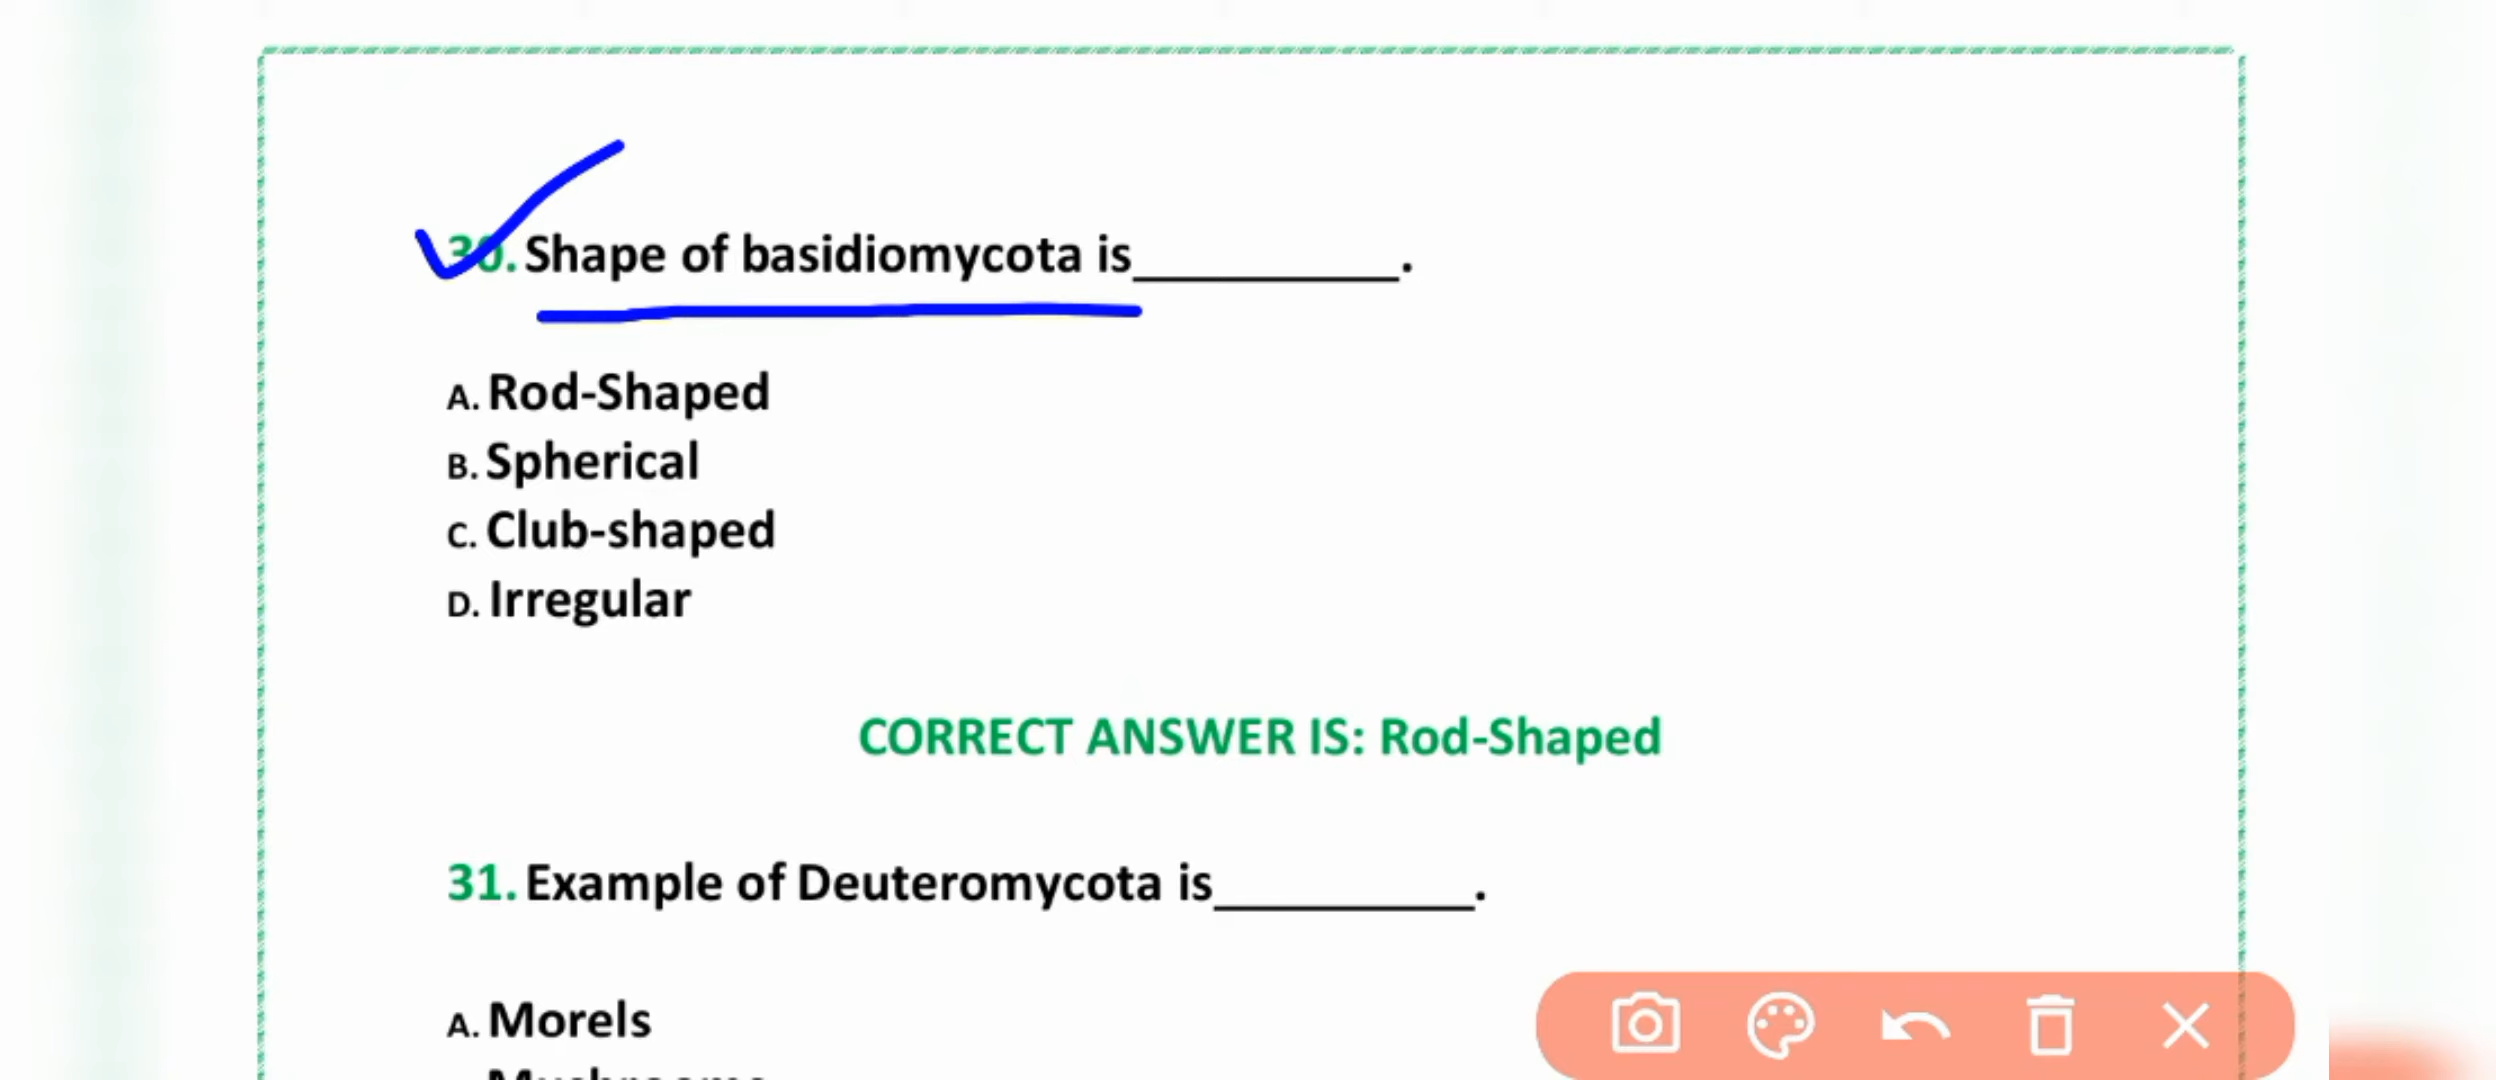 30. Shape of basidiomycota is__________.
A. Rod-Shaped
B. Spherical
C. Club-shaped
D. Irregular
CORRECT ANSWER IS: Rod-Shaped
31. Example of Deuteromycota is__________.
A. Morels